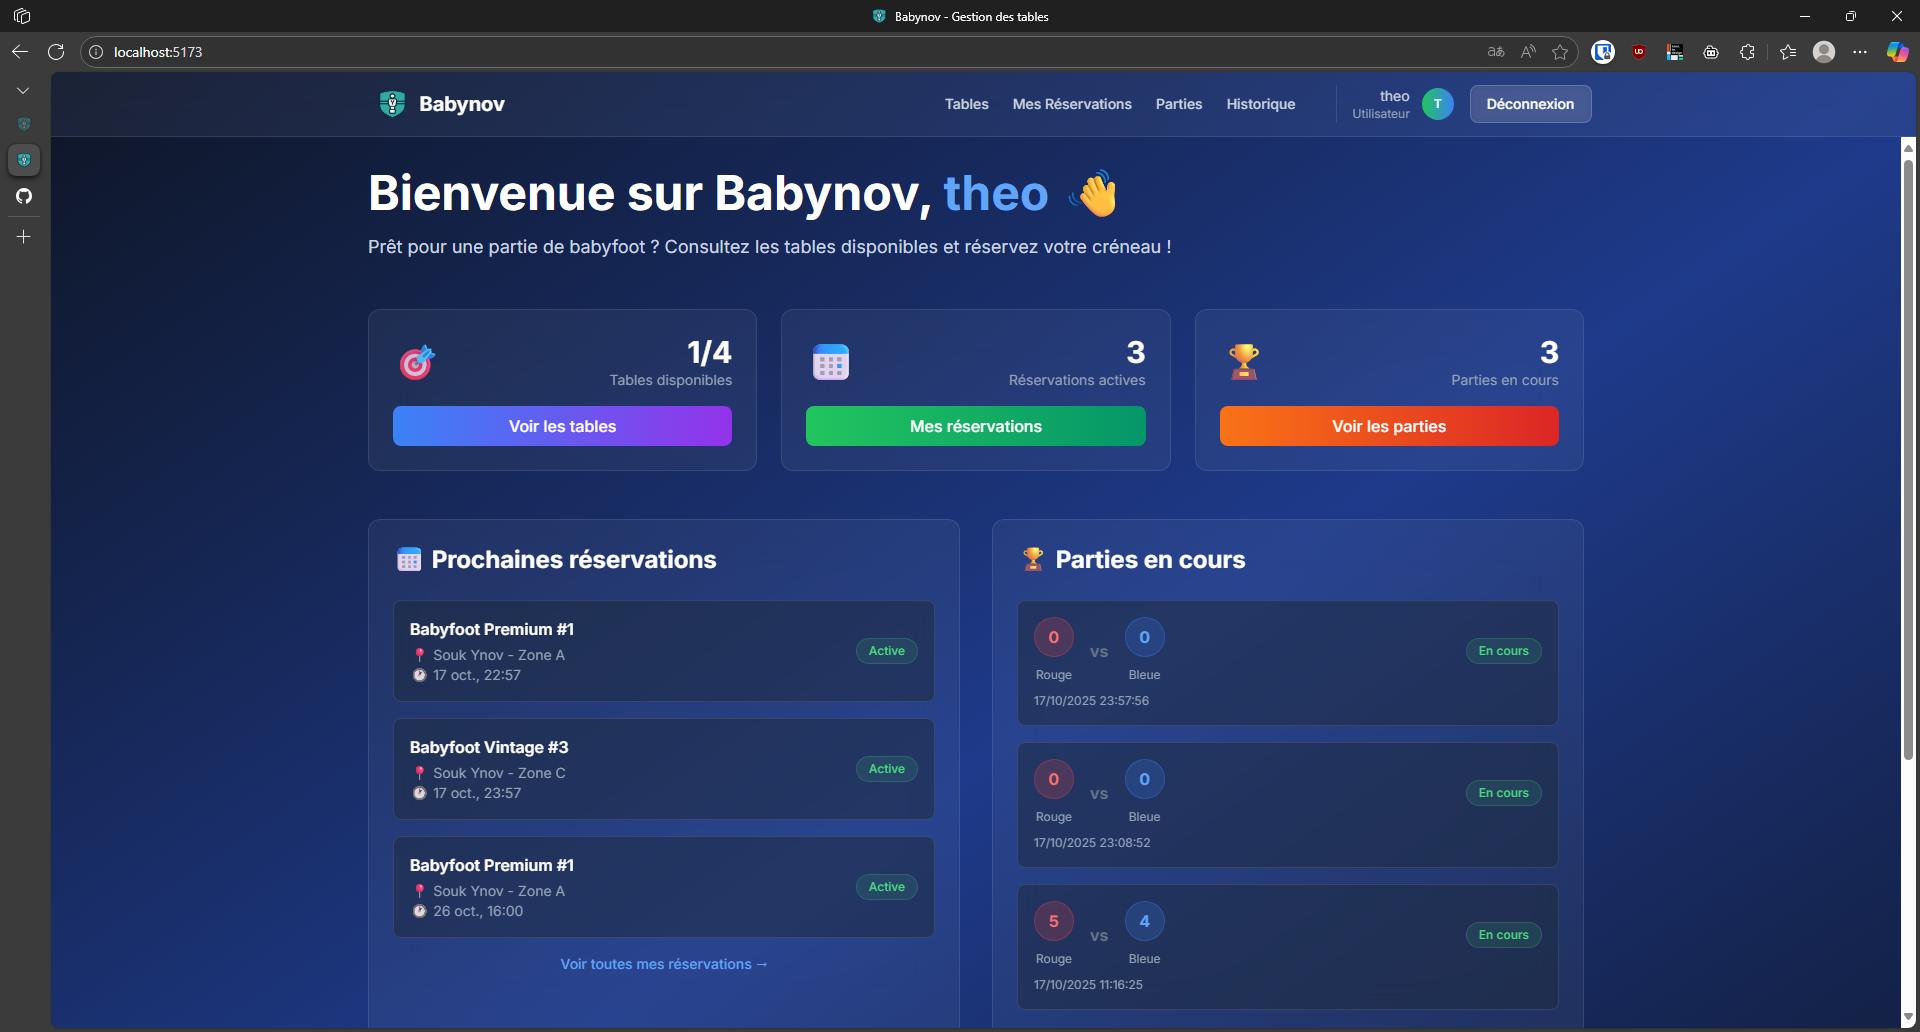 Babynov - Gestion des tables
localhost:5173
Babynov
Tables
Mes Réservations
Parties
Historique
theo
Utilisateur
T
Déconnexion
Bienvenue sur Babynov, theo 👋
Prêt pour une partie de babyfoot ? Consultez les tables disponibles et réservez votre créneau !
1/4
Tables disponibles
Voir les tables
3
Réservations actives
Mes réservations
3
Parties en cours
Voir les parties
Prochaines réservations
Babyfoot Premium #1
Souk Ynov - Zone A
17 oct., 22:57
Active
Babyfoot Vintage #3
Souk Ynov - Zone C
17 oct., 23:57
Active
Babyfoot Premium #1
Souk Ynov - Zone A
26 oct., 16:00
Active
Voir toutes mes réservations →
Parties en cours
0 vs 0
Rouge Bleue
17/10/2025 23:57:56
En cours
0 vs 0
Rouge Bleue
17/10/2025 23:08:52
En cours
5 vs 4
Rouge Bleue
17/10/2025 11:16:25
En cours